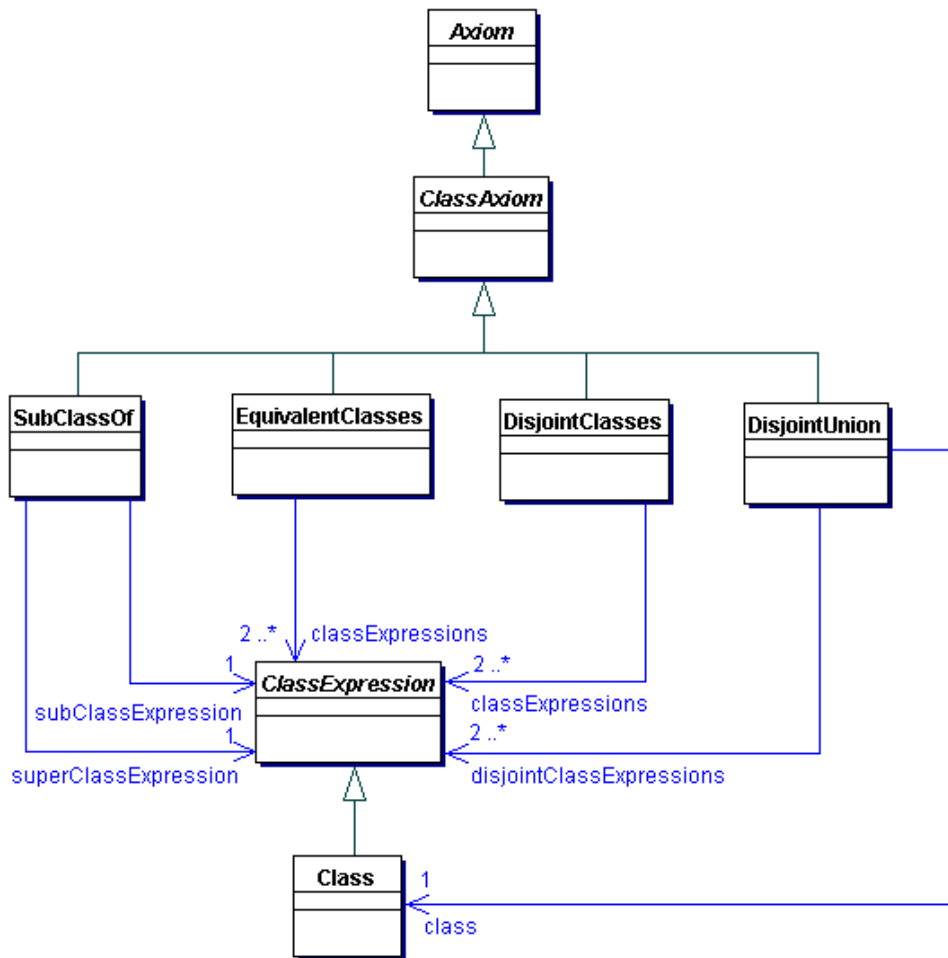 Axiom
ClassAxiom
SubClassOf
EquivalentClasses
DisjointClasses
DisjointUnion
2 ..* classExpressions
1
subClassExpression
ClassExpression
2 ..*
classExpressions
1
superClassExpression
2 ..*
disjointClassExpressions
Class
1
class